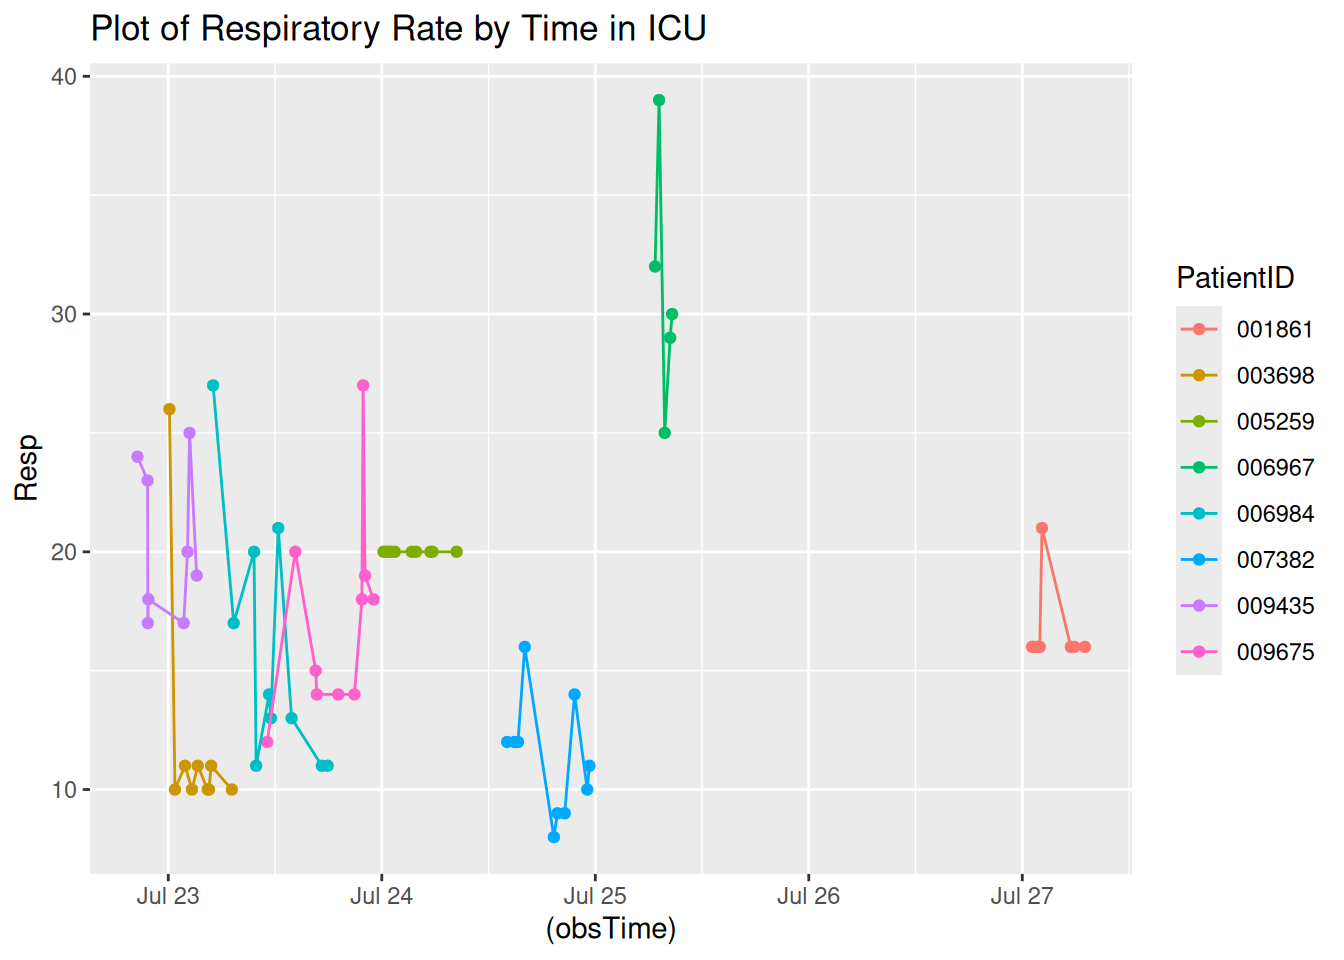 Plot of Respiratory Rate by Time in ICU
40
30
20
10
Resp
Jul 23
Jul 24
Jul 25
Jul 26
Jul 27
(obsTime)
PatientID
001861
003698
005259
006967
006984
007382
009435
009675